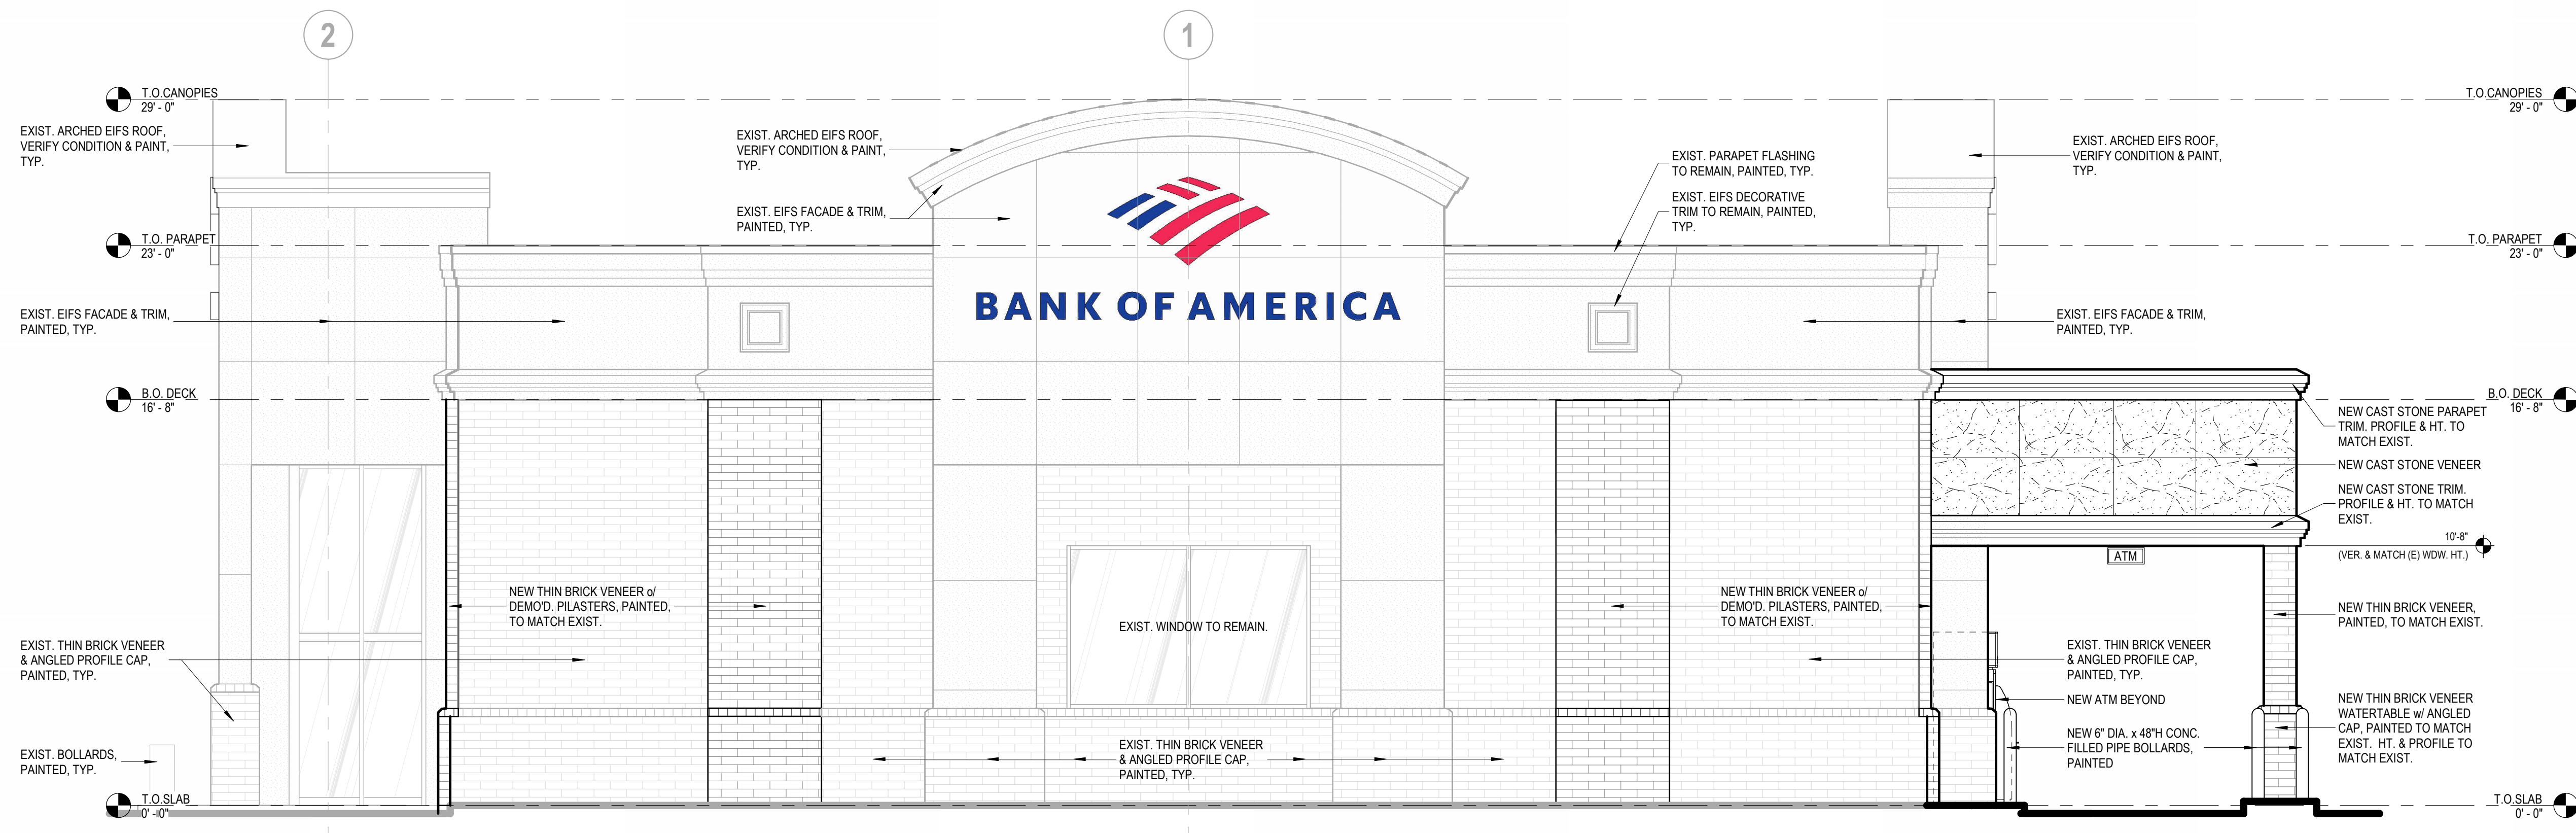 2
1
T.O.CANOPIES
29' - 0"
T.O.CANOPIES
29' - 0"
EXIST. ARCHED EIFS ROOF,
VERIFY CONDITION & PAINT,
TYP.
EXIST. ARCHED EIFS ROOF,
VERIFY CONDITION & PAINT,
TYP.
EXIST. PARAPET FLASHING
TO REMAIN, PAINTED, TYP.
EXIST. ARCHED EIFS ROOF,
VERIFY CONDITION & PAINT,
TYP.
EXIST. EIFS FACADE & TRIM,
PAINTED, TYP.
EXIST. EIFS DECORATIVE
TRIM TO REMAIN, PAINTED,
TYP.
T.O. PARAPET
23' - 0"
T.O. PARAPET
23' - 0"
BANK OF AMERICA
EXIST. EIFS FACADE & TRIM,
PAINTED, TYP.
EXIST. EIFS FACADE & TRIM,
PAINTED, TYP.
B.O. DECK
16' - 8"
B.O. DECK
16' - 8"
NEW CAST STONE PARAPET
TRIM. PROFILE & HT. TO
MATCH EXIST.
NEW CAST STONE VENEER
NEW CAST STONE TRIM.
PROFILE & HT. TO MATCH
EXIST.
10'-8"
(VER. & MATCH (E) WDW. HT.)
ATM
NEW THIN BRICK VENEER o/
DEMO'D. PILASTERS, PAINTED,
TO MATCH EXIST.
EXIST. WINDOW TO REMAIN.
NEW THIN BRICK VENEER o/
DEMO'D. PILASTERS, PAINTED,
TO MATCH EXIST.
NEW THIN BRICK VENEER,
PAINTED, TO MATCH EXIST.
EXIST. THIN BRICK VENEER
& ANGLED PROFILE CAP,
PAINTED, TYP.
EXIST. THIN BRICK VENEER
& ANGLED PROFILE CAP,
PAINTED, TYP.
NEW ATM BEYOND
NEW THIN BRICK VENEER
WATERTABLE w/ ANGLED
CAP, PAINTED TO MATCH
EXIST. HT. & PROFILE TO
MATCH EXIST.
NEW 6" DIA. x 48"H CONC.
FILLED PIPE BOLLARDS,
PAINTED
EXIST. THIN BRICK VENEER
& ANGLED PROFILE CAP,
PAINTED, TYP.
EXIST. BOLLARDS,
PAINTED, TYP.
T.O.SLAB
0' - 0"
T.O.SLAB
0' - 0"